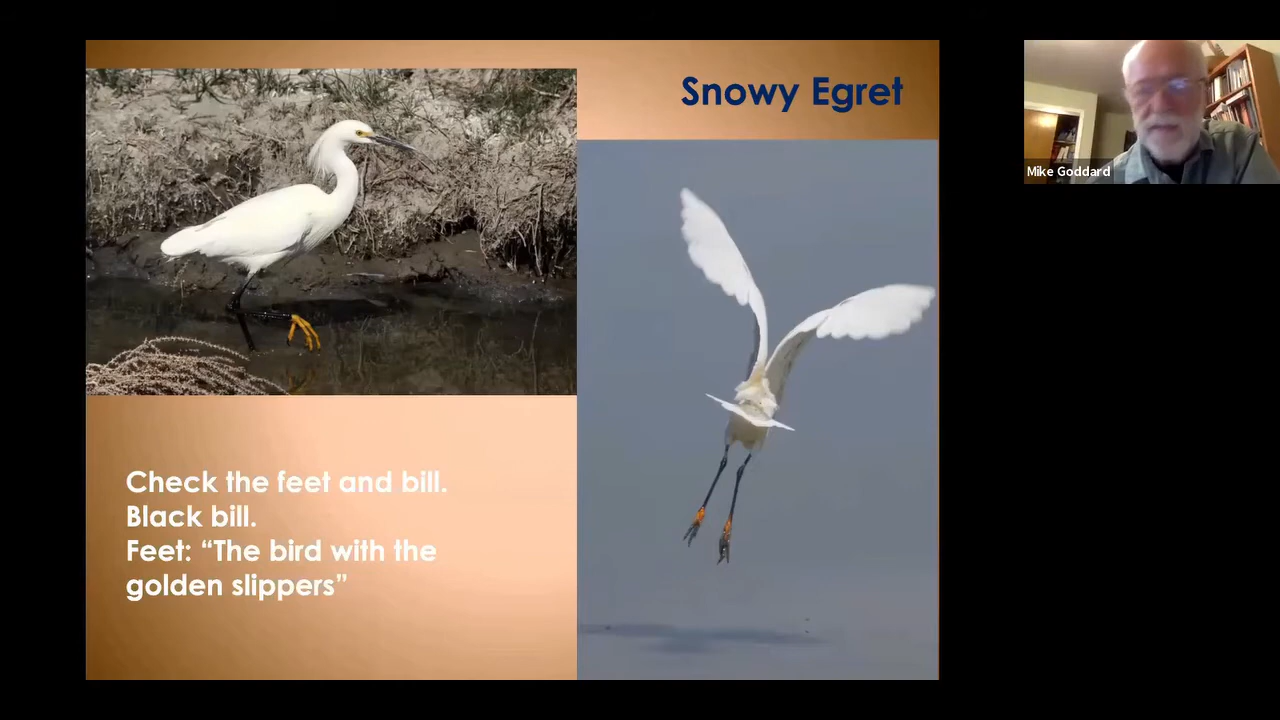 Snowy Egret
Mike Goddard
Check the feet and bill.
Black bill.
Feet: “The bird with the
golden slippers”